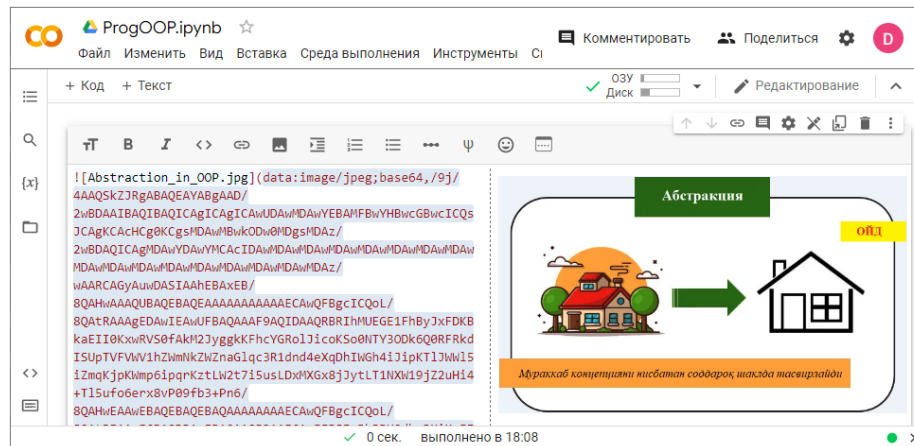 ProgOOP.ipynb
Файл Изменить Вид Вставка Среда выполнения Инструменты
Комментировать
Поделиться
D
+ Код + Текст
ОЗУ
Диск
Редактирование
![Abstraction_in_OOP.jpg](data:image/jpeg;base64,/9j/
4AAQSkZJRgABAQEAYABgAAD/
2wBDAAIBAQIBAQICAgICAgICAwUDAwMDAwYEBAMFBwYHBwcGBwcICQs
JCAgKCAcHCg0KCgsMDAwMBwkODw0MDgsMDAz/
2wBDAQICAgMDAwYDAwYMCAcIDAwMDAwMDAwMDAwMDAwMDAwMDAwMDAw
MDAwMDAwMDAwMDAwMDAwMDAwMDAwMDAwMDAz/
wAARCAGyAuwDASIAAhEBAxEB/
8QAHwAAAQUBAQEBAQEAAAAAAAAAAAECAwQFBgcICQoL/
8QAtRAAAgEDAwIEAwUFBAQAAAF9AQIDAAQRBRIhMUEGE1FhByJxFDKB
kaEII0KxwRVS0fAkM2JyggkKFhcYGRolJicoKSo0NTY3ODk6Q0RFRkd
ISUpTVFVWV1hZWmNkZWZnaGlqc3R1dnd4eXqDhIWGh4iJipKTlJWWl5
iZmqKjpKWmp6ipqrKztLW2t7i5usLDxMXGx8jJytLT1NXW19jZ2uHi4
+Tl5ufo6erx8vP09fb3+Pn6/
8QAHwEAAwEBAQEBAQEBAQAAAAAAAAECAwQFBgcICQoL/
Абстракция
ОЙД
Мураккаб концепцияни нисбатан соддароқ шаклда тасвирлайди
0 сек. выполнено в 18:08